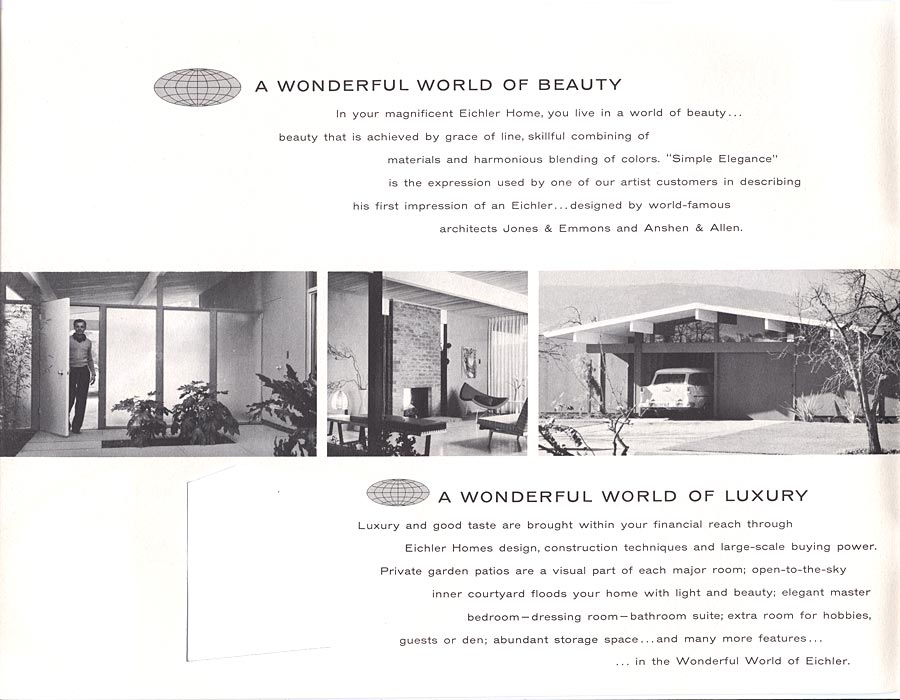 A WONDERFUL WORLD OF BEAUTY
In your magnificent Eichler Home, you live in a world of beauty...
beauty that is achieved by grace of line, skillful combining of
materials and harmonious blending of colors. "Simple Elegance"
is the expression used by one of our artist customers in describing
his first impression of an Eichler...designed by world-famous
architects Jones & Emmons and Anshen & Allen.
A WONDERFUL WORLD OF LUXURY
Luxury and good taste are brought within your financial reach through
Eichler Homes design, construction techniques and large-scale buying power.
Private garden patios are a visual part of each major room; open-to-the-sky
inner courtyard floods your home with light and beauty; elegant master
bedroom—dressing room—bathroom suite; extra room for hobbies,
guests or den; abundant storage space...and many more features...
... in the Wonderful World of Eichler.